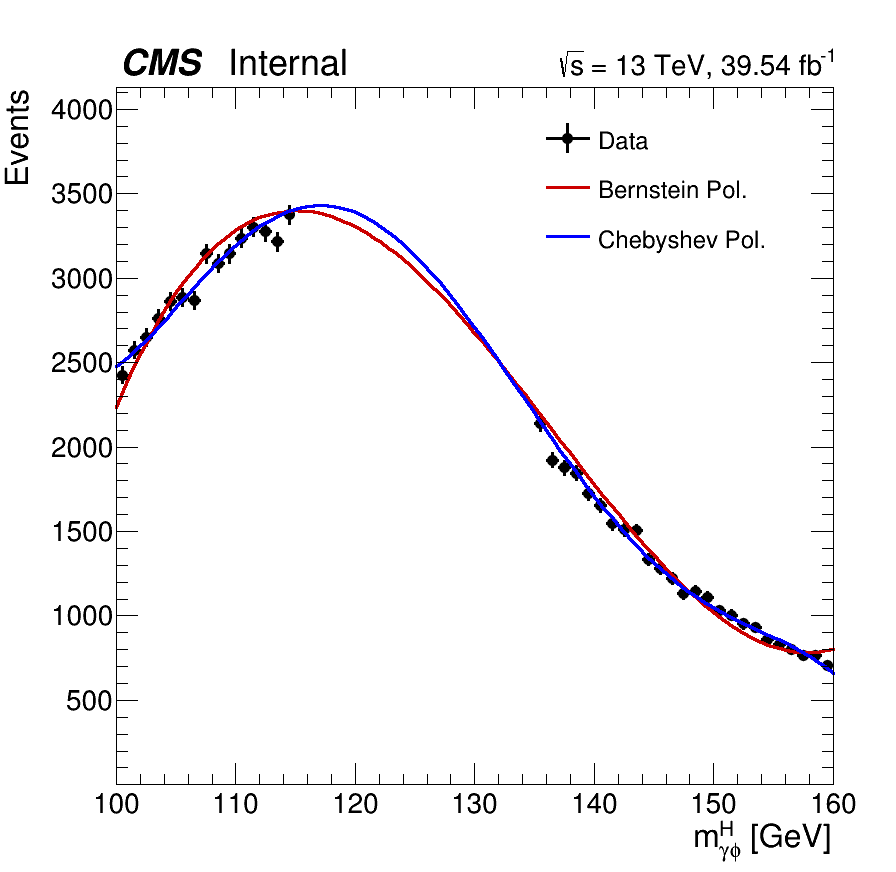 CMS Internal
√s = 13 TeV, 39.54 fb⁻¹
Events
4000
3500
3000
2500
2000
1500
1000
500
Data
Bernstein Pol.
Chebyshev Pol.
100 110 120 130 140 150 160
m^H_γϕ [GeV]